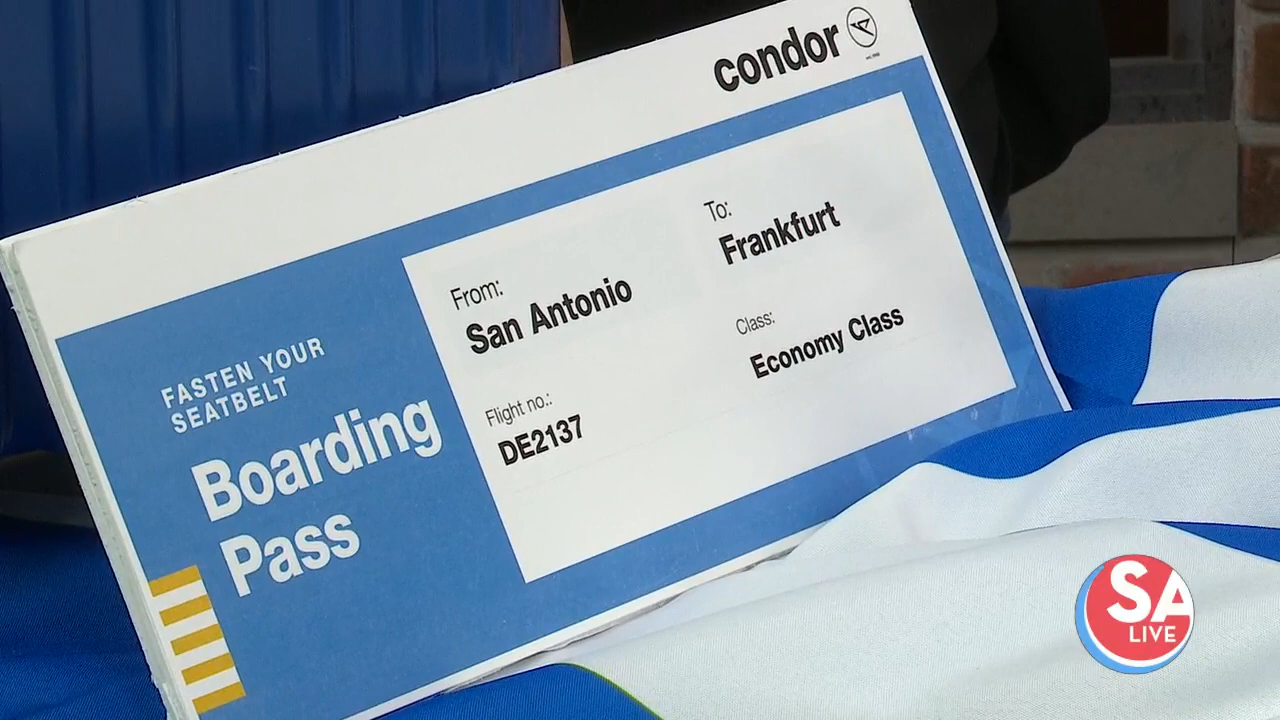 condor
FASTEN YOUR
SEATBELT
Boarding
Pass
From:
San Antonio
To:
Frankfurt
Flight no.:
DE2137
Class:
Economy Class
SA
LIVE